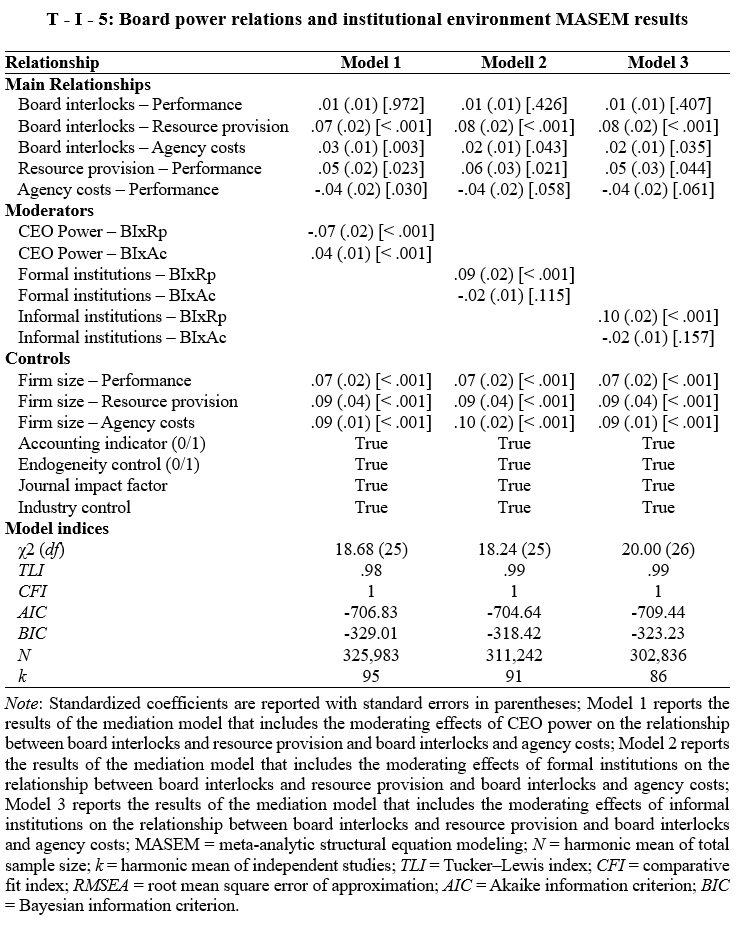 T - I - 5: Board power relations and institutional environment MASEM results
Relationship Model 1 Modell 2 Model 3
Main Relationships
Board interlocks – Performance .01 (.01) [.972] .01 (.01) [.426] .01 (.01) [.407]
Board interlocks – Resource provision .07 (.02) [< .001] .08 (.02) [< .001] .08 (.02) [< .001]
Board interlocks – Agency costs .03 (.01) [.003] .02 (.01) [.043] .02 (.01) [.035]
Resource provision – Performance .05 (.02) [.023] .06 (.03) [.021] .05 (.03) [.044]
Agency costs – Performance -.04 (.02) [.030] -.04 (.02) [.058] -.04 (.02) [.061]
Moderators
CEO Power – BIxRp -.07 (.02) [< .001]
CEO Power – BIxAc .04 (.01) [< .001]
Formal institutions – BIxRp .09 (.02) [< .001]
Formal institutions – BIxAc -.02 (.01) [.115]
Informal institutions – BIxRp .10 (.02) [< .001]
Informal institutions – BIxAc -.02 (.01) [.157]
Controls
Firm size – Performance .07 (.02) [< .001] .07 (.02) [< .001] .07 (.02) [< .001]
Firm size – Resource provision .09 (.04) [< .001] .09 (.04) [< .001] .09 (.04) [< .001]
Firm size – Agency costs .09 (.01) [< .001] .10 (.02) [< .001] .09 (.01) [< .001]
Accounting indicator (0/1) True True True
Endogeneity control (0/1) True True True
Journal impact factor True True True
Industry control True True True
Model indices
χ2 (df) 18.68 (25) 18.24 (25) 20.00 (26)
TLI .98 .99 .99
CFI 1 1 1
AIC -706.83 -704.64 -709.44
BIC -329.01 -318.42 -323.23
N 325,983 311,242 302,836
k 95 91 86
Note: Standardized coefficients are reported with standard errors in parentheses; Model 1 reports the
results of the mediation model that includes the moderating effects of CEO power on the relationship
between board interlocks and resource provision and board interlocks and agency costs; Model 2 reports
the results of the mediation model that includes the moderating effects of formal institutions on the
relationship between board interlocks and resource provision and board interlocks and agency costs;
Model 3 reports the results of the mediation model that includes the moderating effects of informal
institutions on the relationship between board interlocks and resource provision and board interlocks
and agency costs; MASEM = meta-analytic structural equation modeling; N = harmonic mean of total
sample size; k = harmonic mean of independent studies; TLI = Tucker–Lewis index; CFI = comparative
fit index; RMSEA = root mean square error of approximation; AIC = Akaike information criterion; BIC
= Bayesian information criterion.